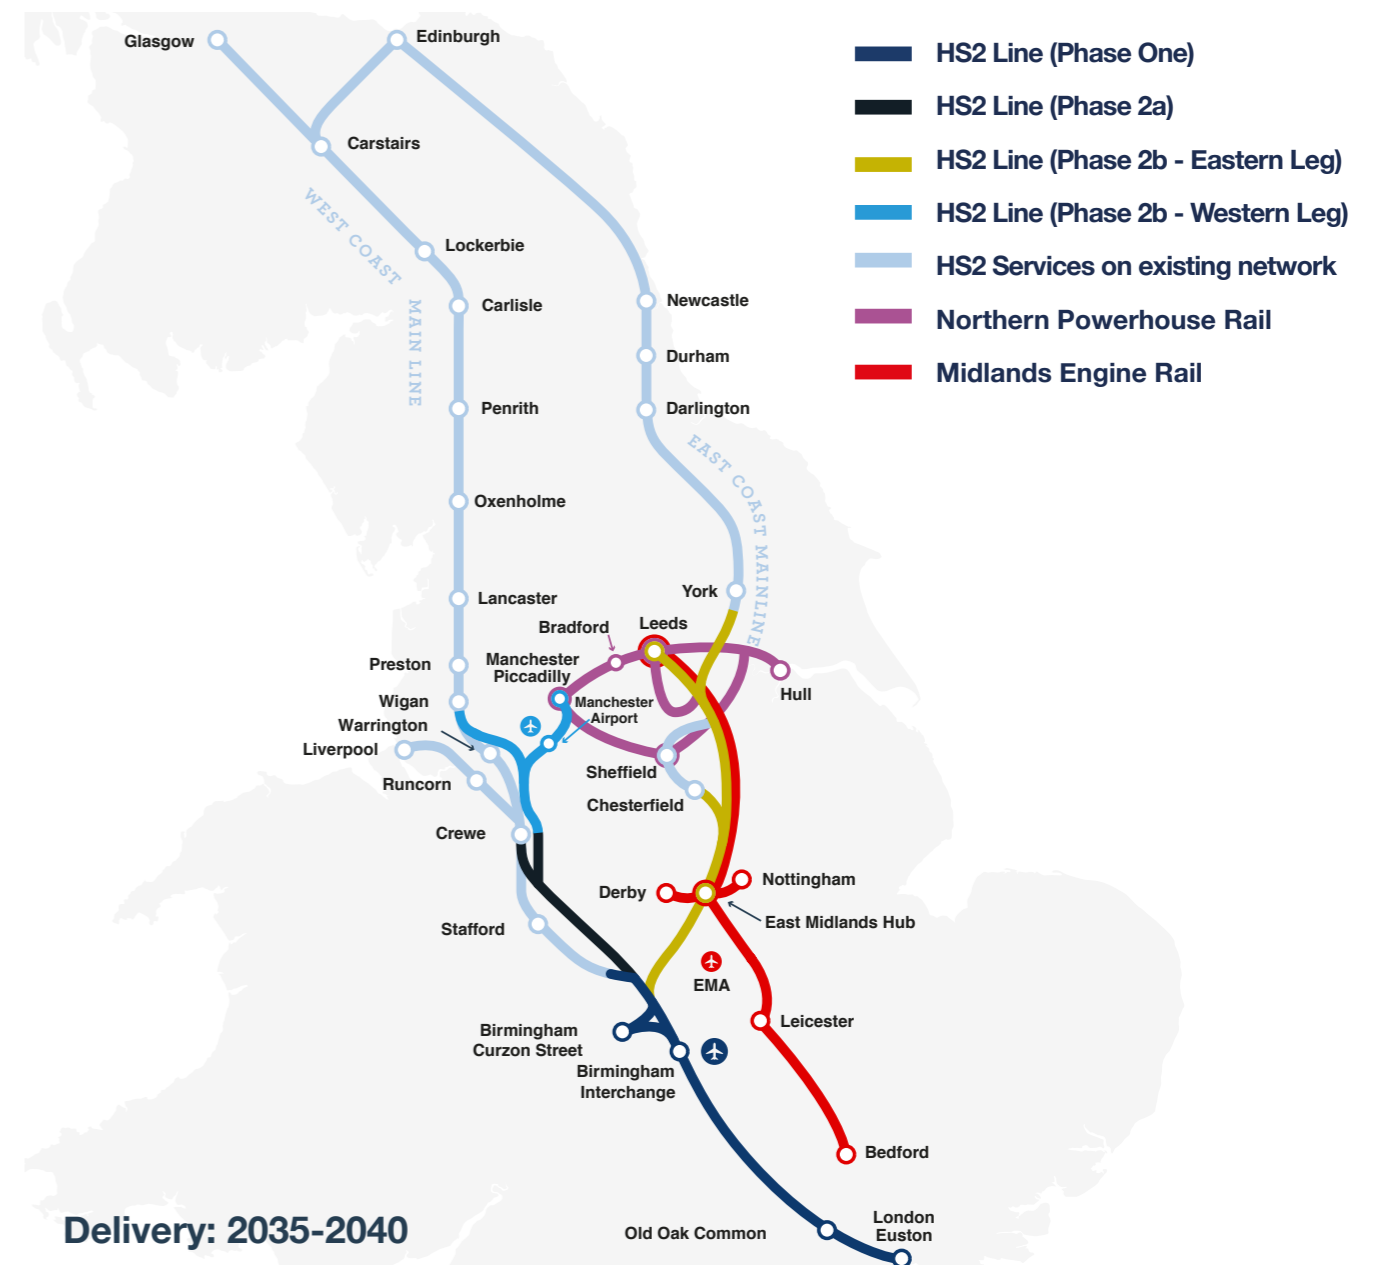 Glasgow
Edinburgh
Carstairs
WEST COAST
MAIN LINE
Lockerbie
Carlisle
Newcastle
Durham
Penrith
Darlington
EAST COAST MAINLINE
Oxenholme
York
Lancaster
Leeds
Bradford
Preston
Manchester
Piccadilly
Hull
Wigan
Manchester
Airport
Warrington
Liverpool
Sheffield
Runcorn
Chesterfield
Crewe
Derby
Nottingham
East Midlands Hub
Stafford
EMA
Leicester
Birmingham
Curzon Street
Birmingham
Interchange
Bedford
Old Oak Common
London
Euston
HS2 Line (Phase One)
HS2 Line (Phase 2a)
HS2 Line (Phase 2b - Eastern Leg)
HS2 Line (Phase 2b - Western Leg)
HS2 Services on existing network
Northern Powerhouse Rail
Midlands Engine Rail
Delivery: 2035-2040